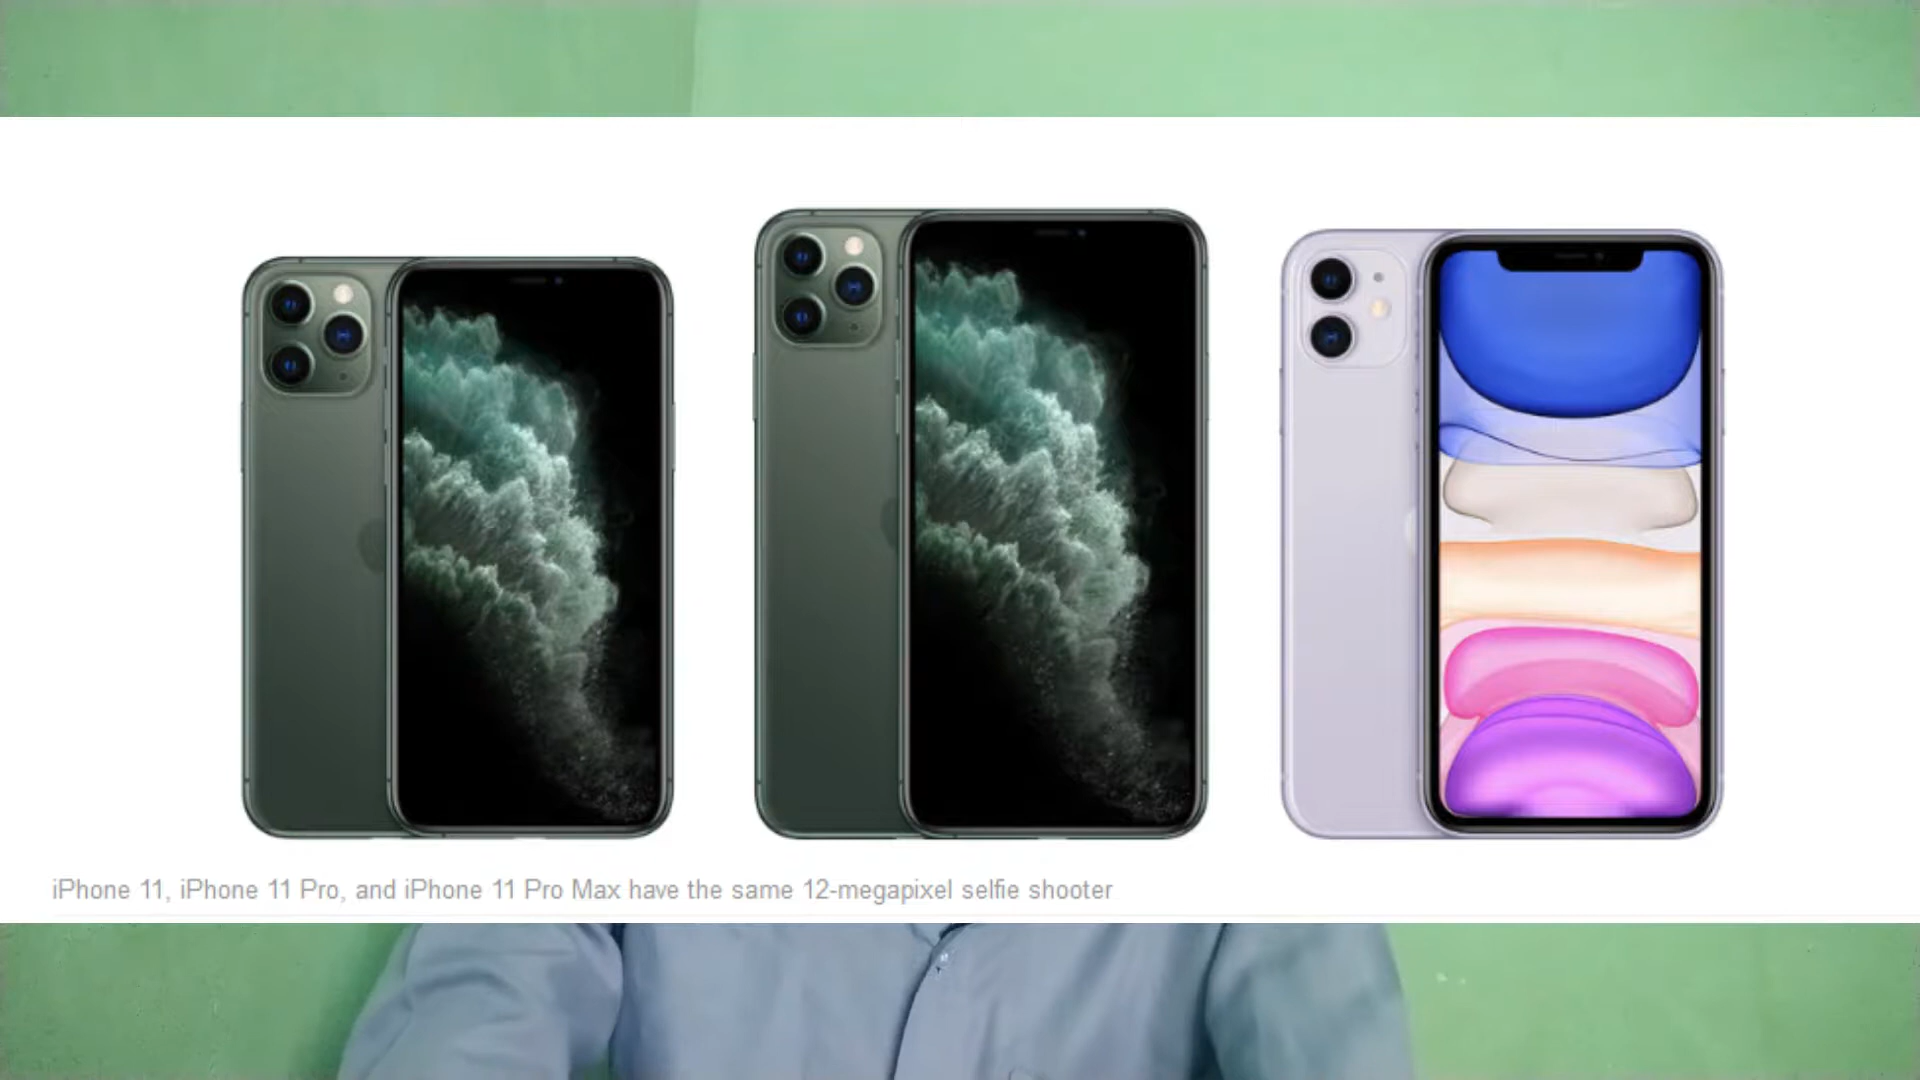 iPhone 11, iPhone 11 Pro, and iPhone 11 Pro Max have the same 12-megapixel selfie shooter